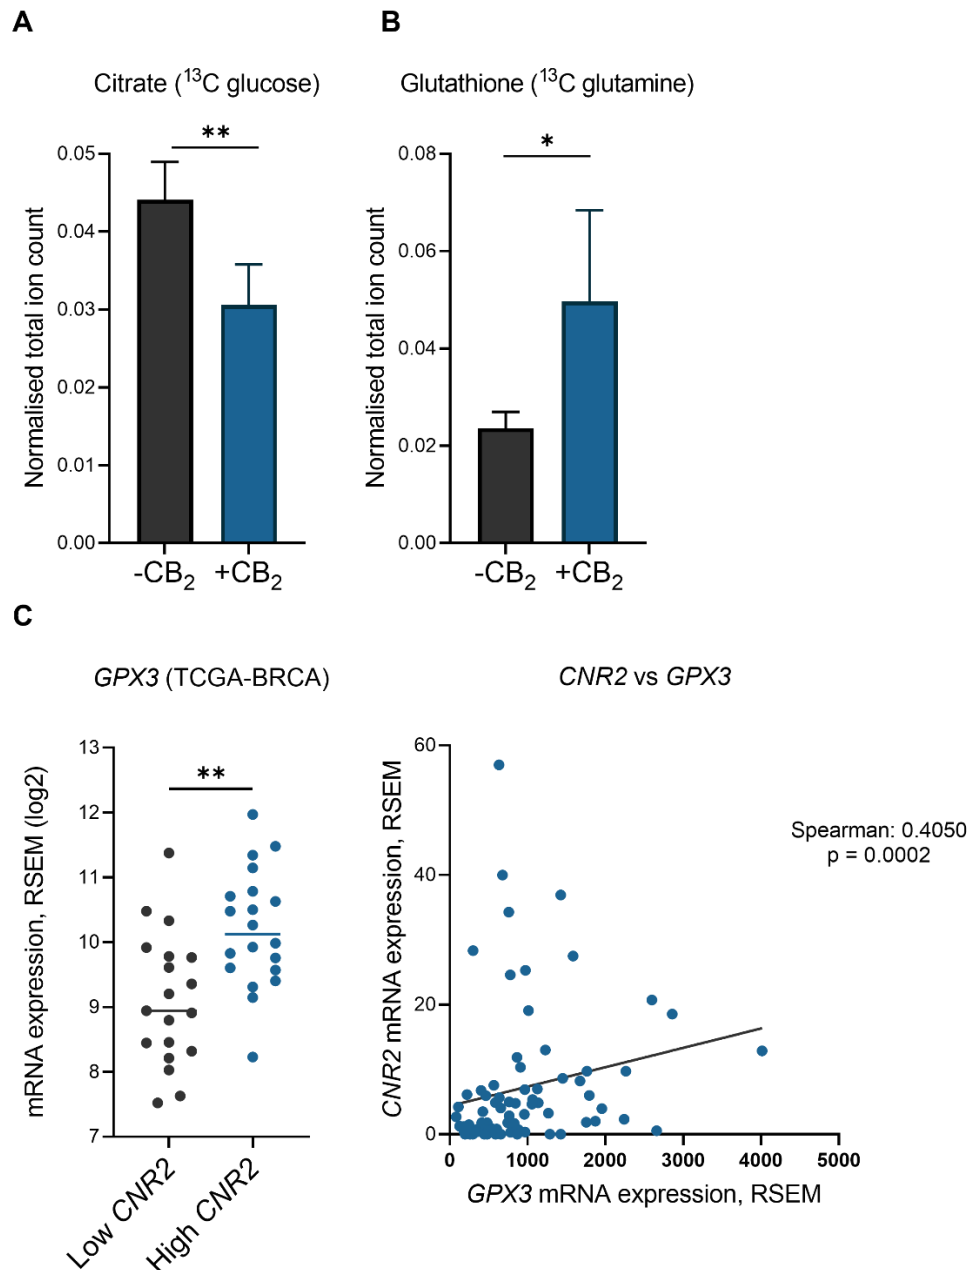 A
Citrate (¹³C glucose)
**
Normalised total ion count
0.05
0.04
0.03
0.02
0.01
0.00
-CB₂ +CB₂
B
Glutathione (¹³C glutamine)
*
Normalised total ion count
0.08
0.06
0.04
0.02
0.00
-CB₂ +CB₂
C
GPX3 (TCGA-BRCA)
**
mRNA expression, RSEM (log2)
13
12
11
10
9
8
7
Low CNR2
High CNR2
CNR2 vs GPX3
CNR2 mRNA expression, RSEM
60
40
20
0
0 1000 2000 3000 4000 5000
GPX3 mRNA expression, RSEM
Spearman: 0.4050
p = 0.0002